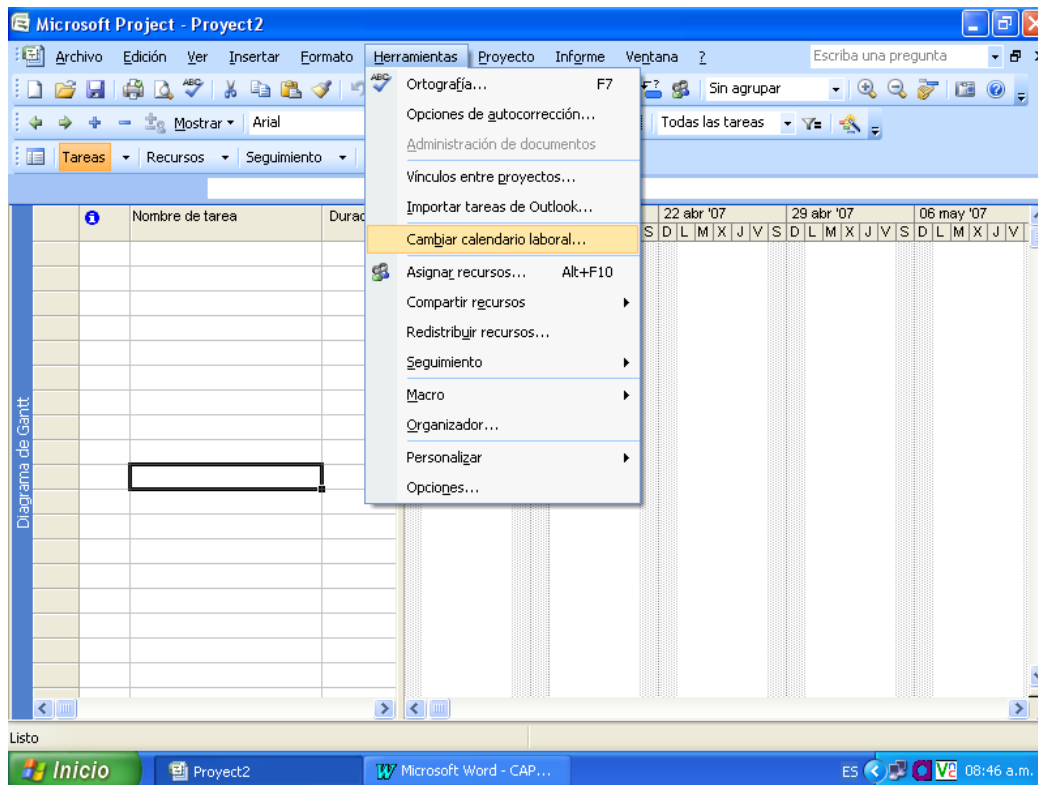 Microsoft Project - Proyect2
Archivo Edición Ver Insertar Formato Herramientas Proyecto Informe Ventana ? Escriba una pregunta
ABC Sin agrupar
Mostrar Arial Todas las tareas
Tareas Recursos Seguimiento
ABC Ortografía... F7
Opciones de autocorrección...
Administración de documentos
Vínculos entre proyectos...
Importar tareas de Outlook...
Cambiar calendario laboral...
Asignar recursos... Alt+F10
Compartir recursos
Redistribuir recursos...
Seguimiento
Macro
Organizador...
Personalizar
Opciones...
Nombre de tarea Durac 22 abr '07 29 abr '07 06 may '07
S D L M X J V S D L M X J V S D L M X J V
Diagrama de Gantt
Listo
Inicio Proyect2 Microsoft Word - CAP... ES 08:46 a.m.